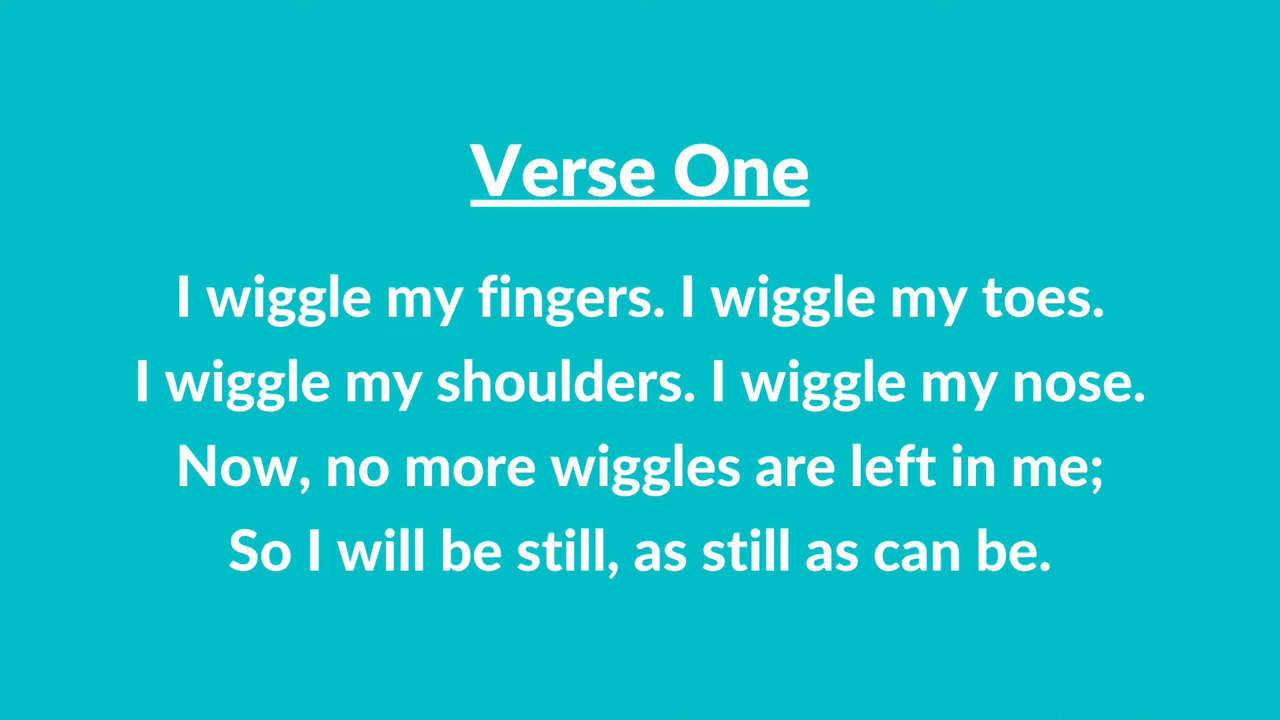 Verse One
I wiggle my fingers. I wiggle my toes.
I wiggle my shoulders. I wiggle my nose.
Now, no more wiggles are left in me;
So I will be still, as still as can be.